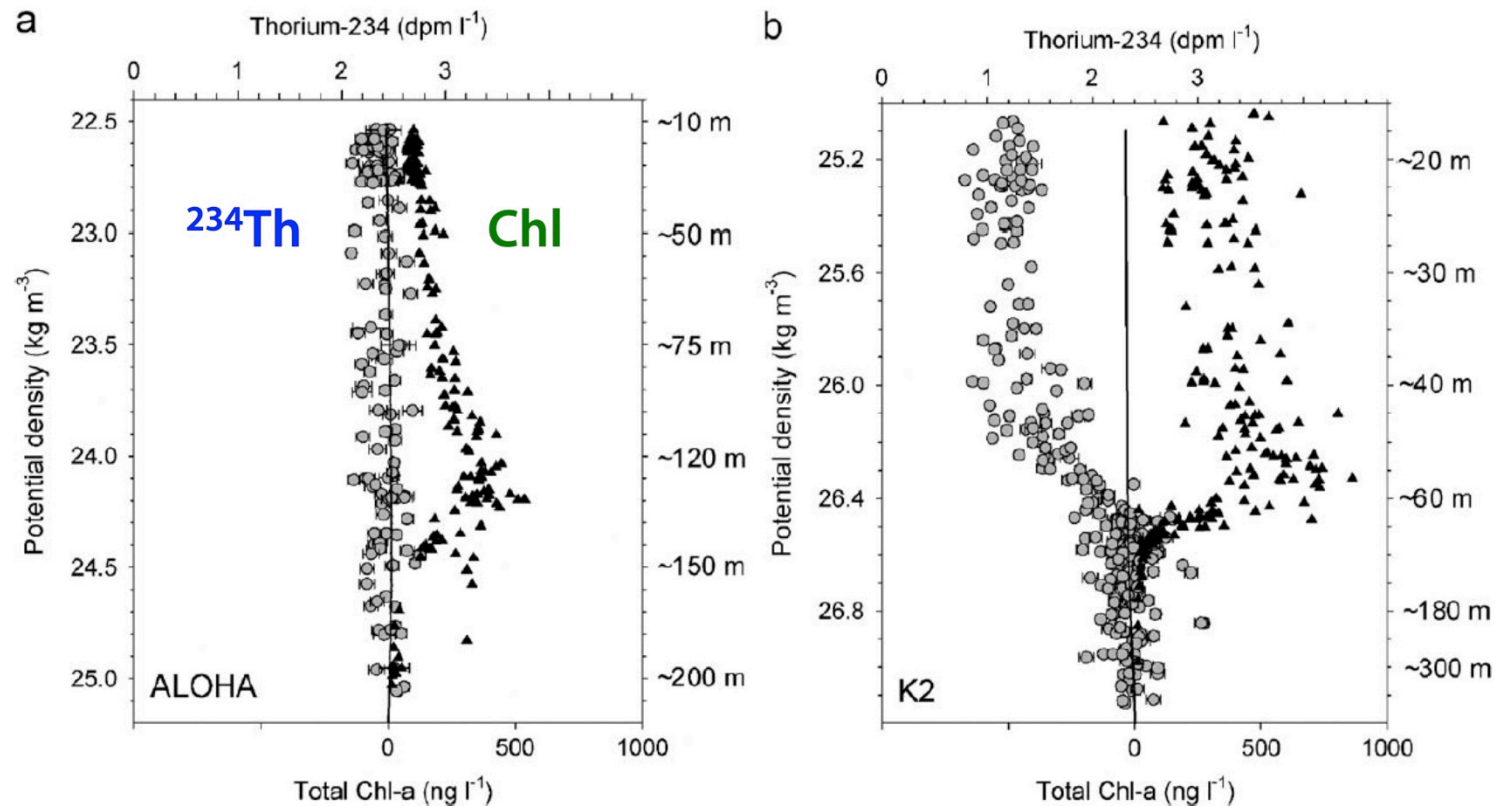 a
Thorium-234 (dpm l⁻¹)
0 1 2 3
22.5
23.0
23.5
24.0
24.5
25.0
Potential density (kg m⁻³)
²³⁴Th
Chl
~10 m
~50 m
~75 m
~120 m
~150 m
~200 m
ALOHA
0 500 1000
Total Chl-a (ng l⁻¹)
b
Thorium-234 (dpm l⁻¹)
0 1 2 3
25.2
25.6
26.0
26.4
26.8
Potential density (kg m⁻³)
~20 m
~30 m
~40 m
~60 m
~180 m
~300 m
K2
0 500 1000
Total Chl-a (ng l⁻¹)